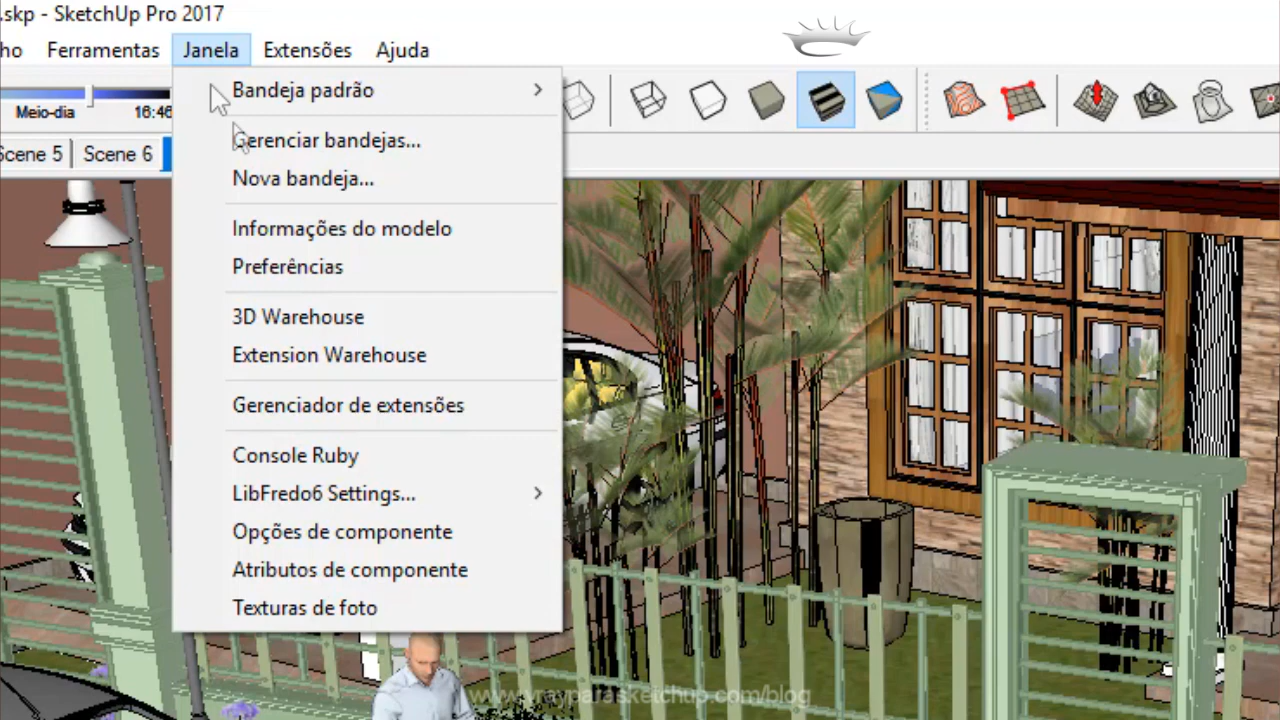 .skp - SketchUp Pro 2017
ho Ferramentas Janela Extensões Ajuda
Meio-dia 16:46
Scene 5 Scene 6
Bandeja padrão
Gerenciar bandejas...
Nova bandeja...
Informações do modelo
Preferências
3D Warehouse
Extension Warehouse
Gerenciador de extensões
Console Ruby
LibFredo6 Settings...
Opções de componente
Atributos de componente
Texturas de foto
www.vrayparasketchup.com/blog